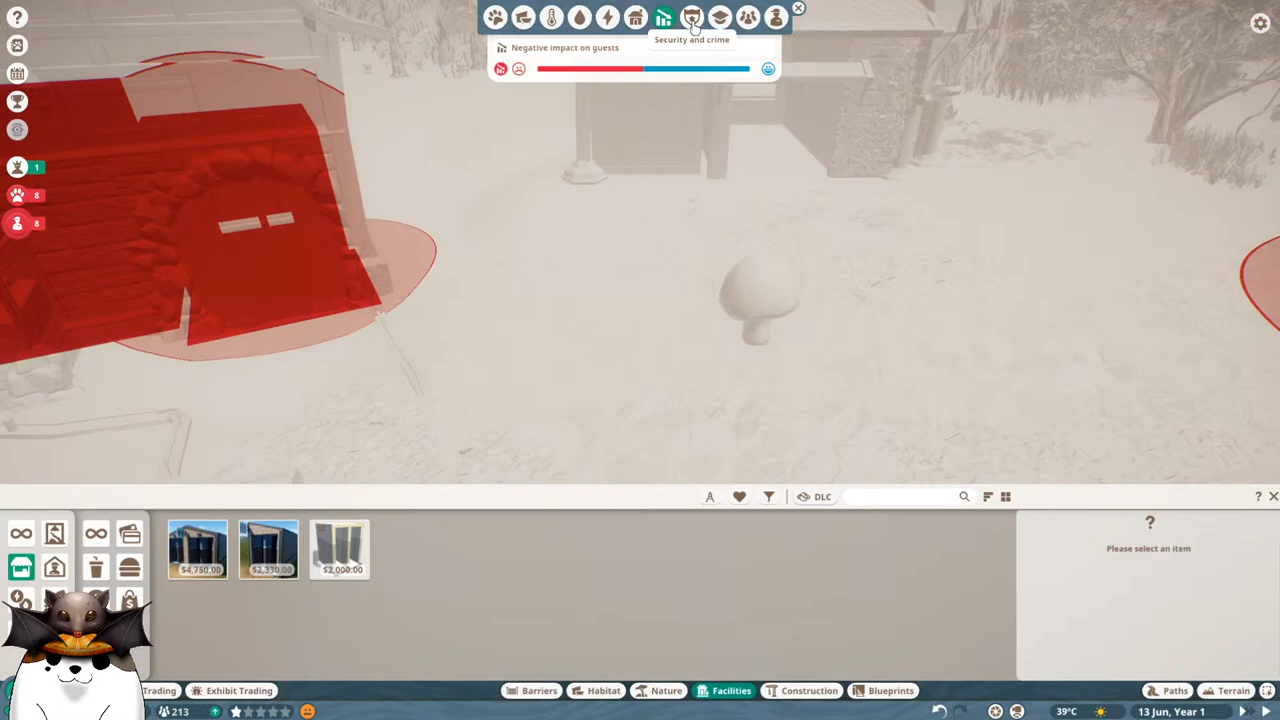 Security and crime
Negative impact on guests
1
8
8
DLC
$4,750.00
$2,330.00
$2,000.00
?
Please select an item
Trading
Exhibit Trading
Barriers
Habitat
Nature
Facilities
Construction
Blueprints
Paths
Terrain
213
39°C
13 Jun, Year 1